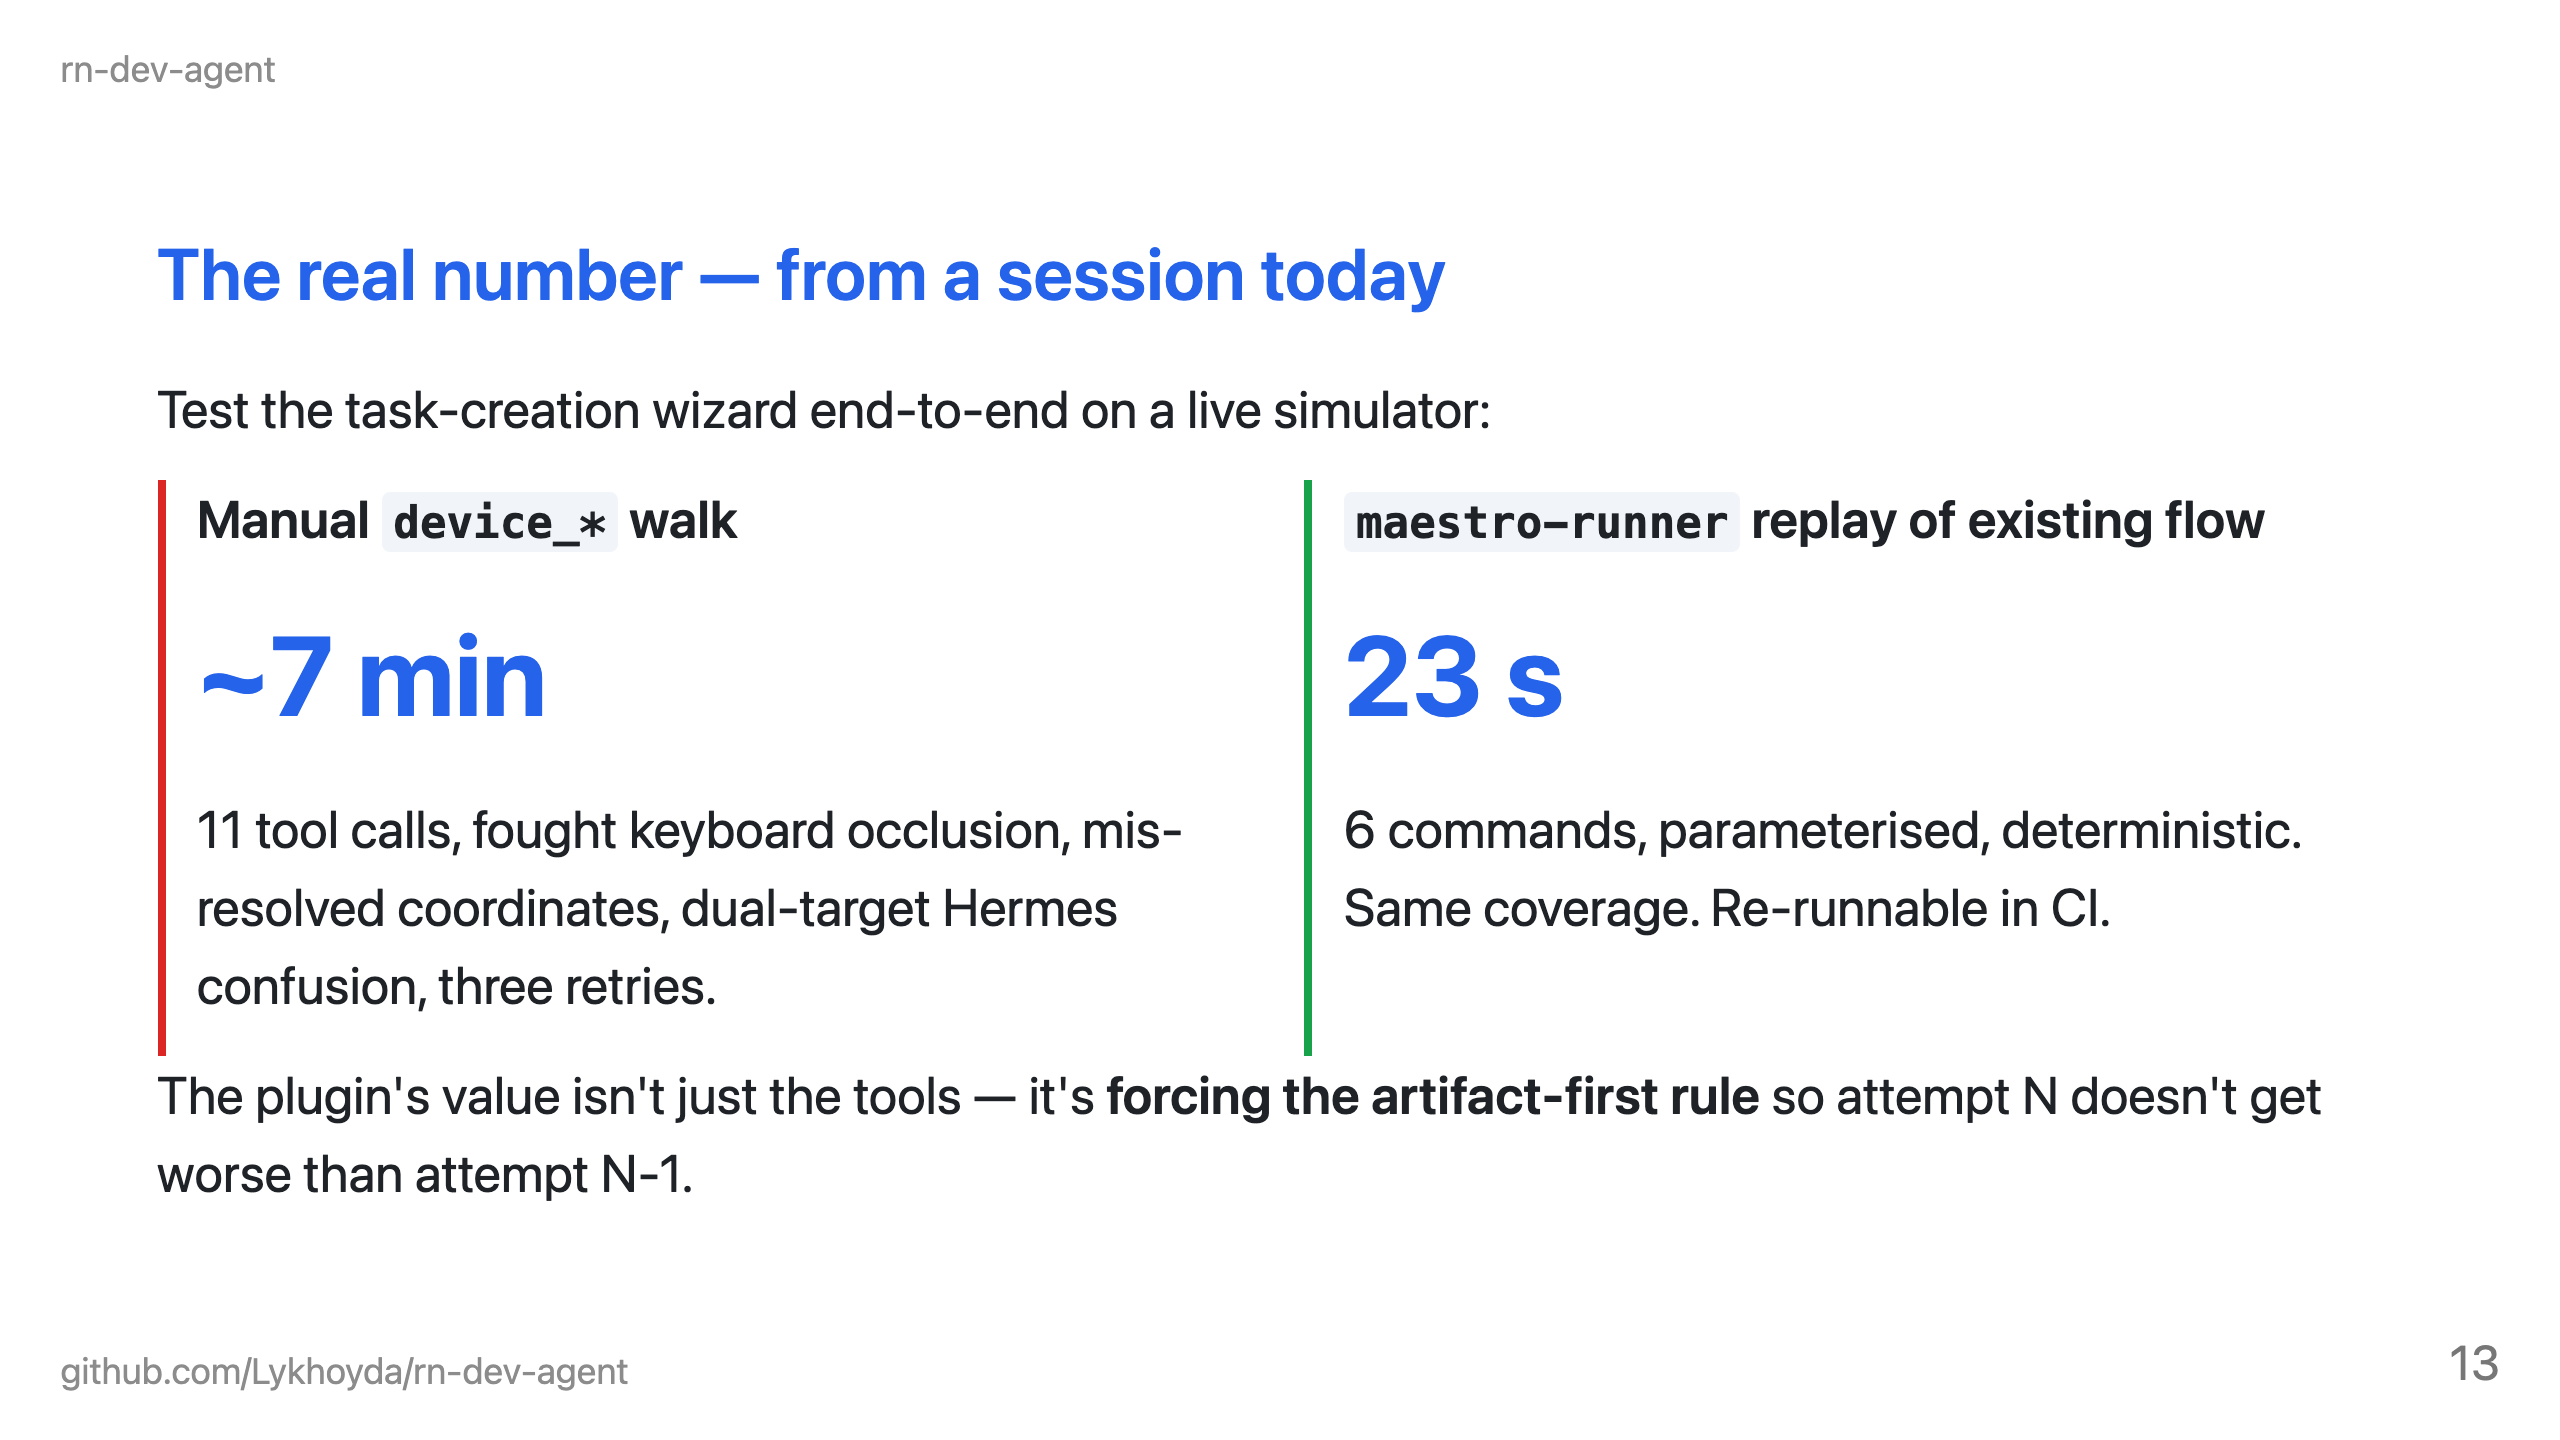 rn-dev-agent
The real number — from a session today
Test the task-creation wizard end-to-end on a live simulator:
Manual device_* walk
~7 min
11 tool calls, fought keyboard occlusion, mis-
resolved coordinates, dual-target Hermes
confusion, three retries.
maestro-runner replay of existing flow
23 s
6 commands, parameterised, deterministic.
Same coverage. Re-runnable in CI.
The plugin's value isn't just the tools — it's forcing the artifact-first rule so attempt N doesn't get
worse than attempt N-1.
github.com/Lykhoyda/rn-dev-agent
13